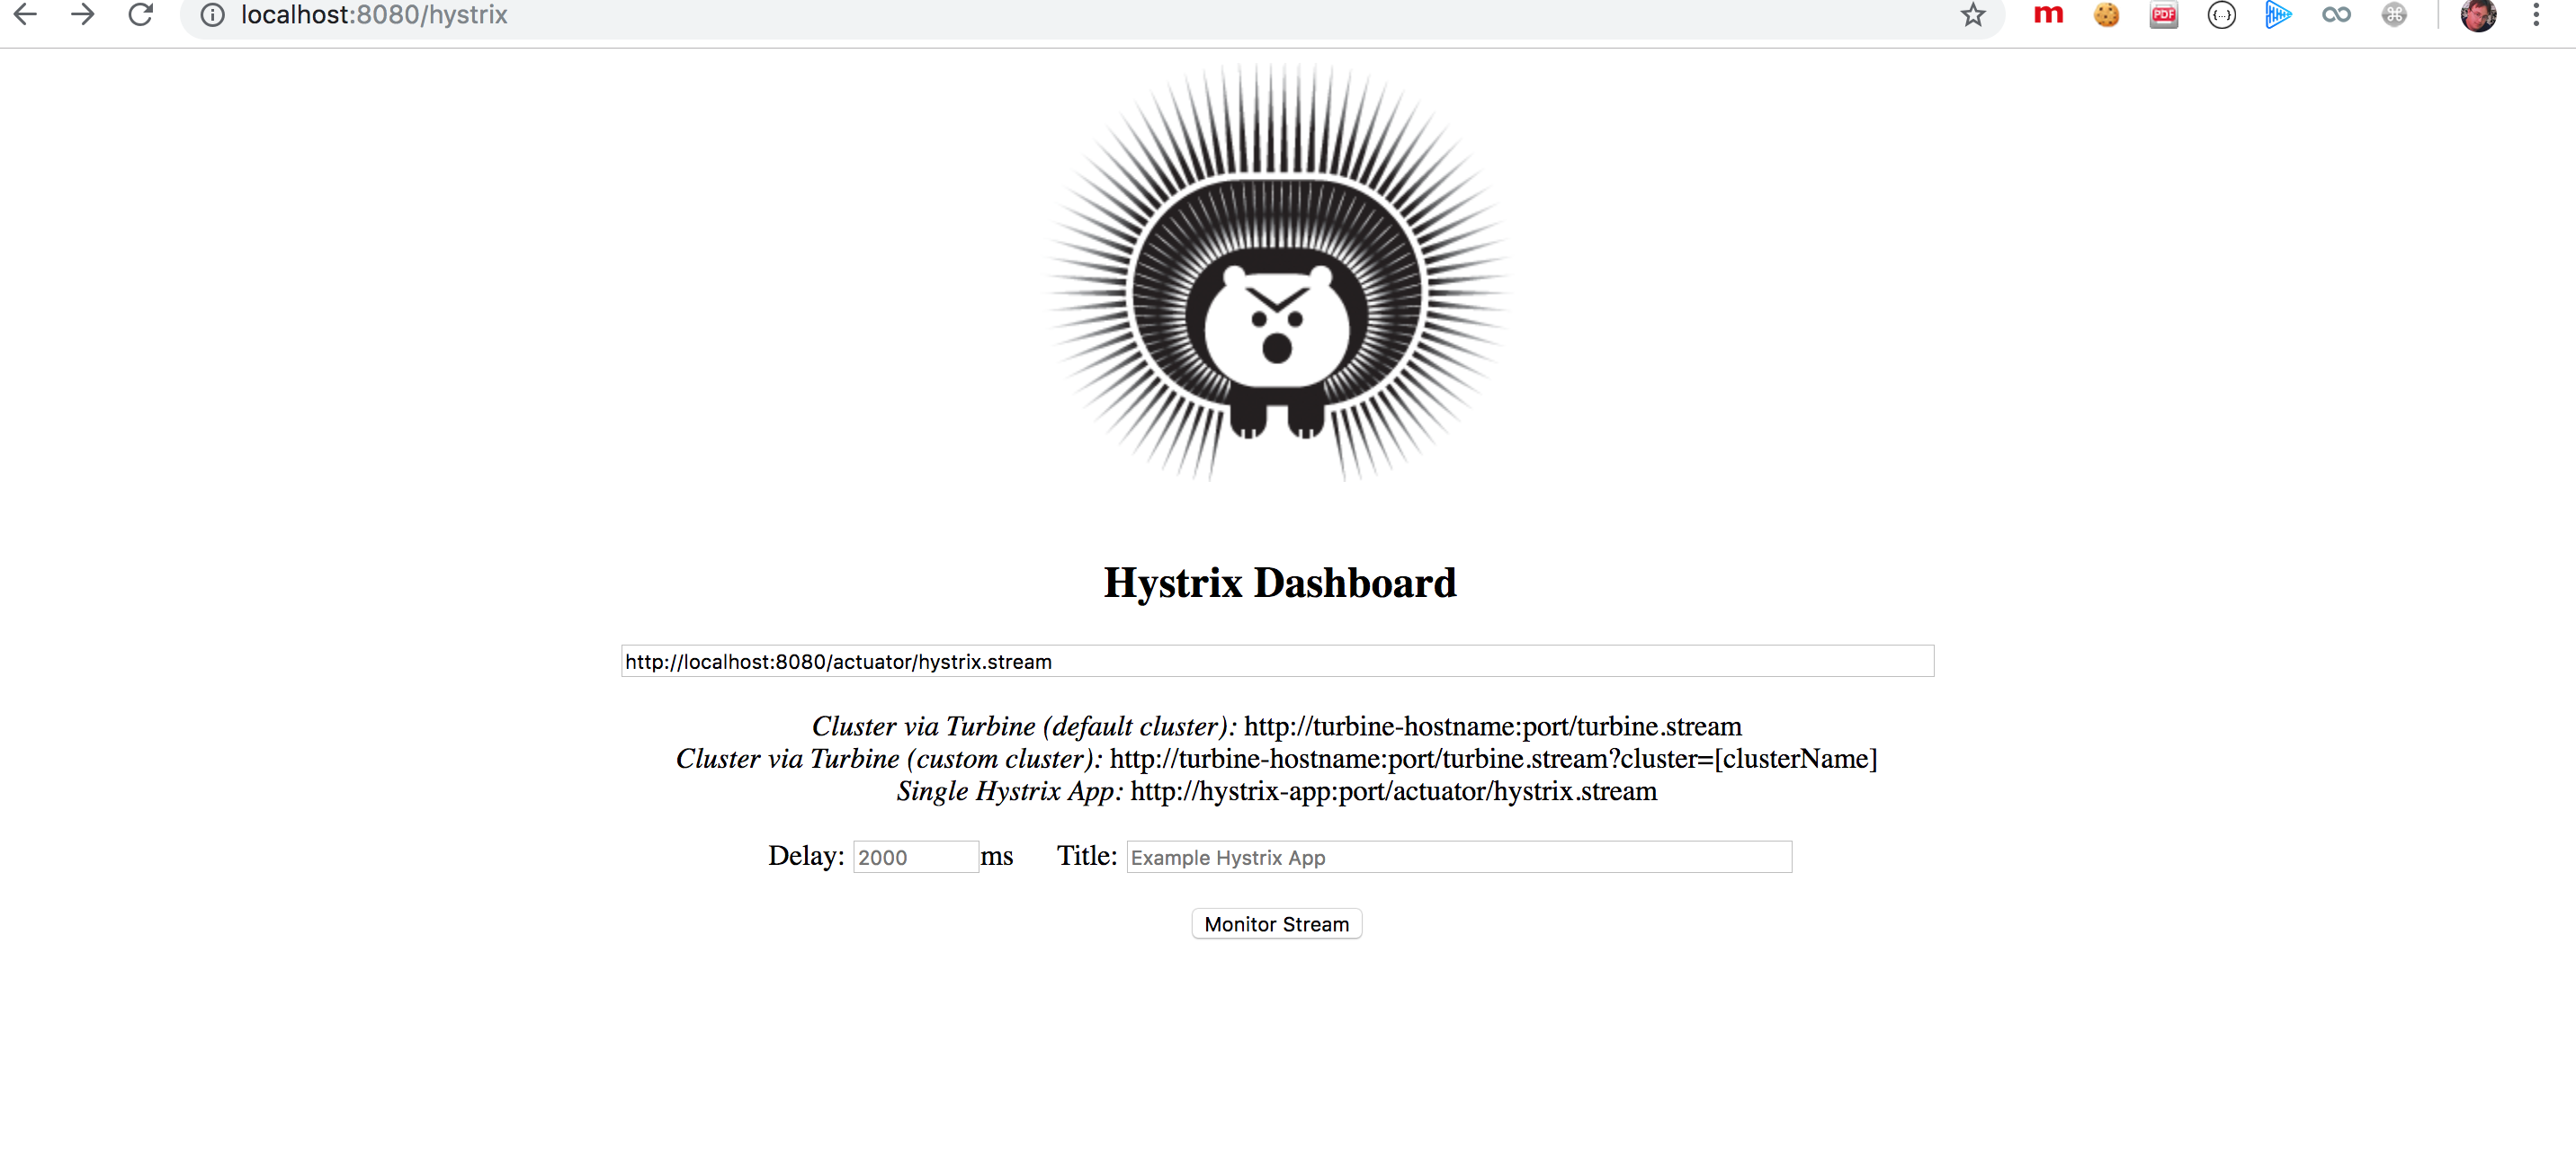 localhost:8080/hystrix
m
PDF
{...}
Hystrix Dashboard
http://localhost:8080/actuator/hystrix.stream
Cluster via Turbine (default cluster): http://turbine-hostname:port/turbine.stream
Cluster via Turbine (custom cluster): http://turbine-hostname:port/turbine.stream?cluster=[clusterName]
Single Hystrix App: http://hystrix-app:port/actuator/hystrix.stream
Delay: 2000 ms Title: Example Hystrix App
Monitor Stream